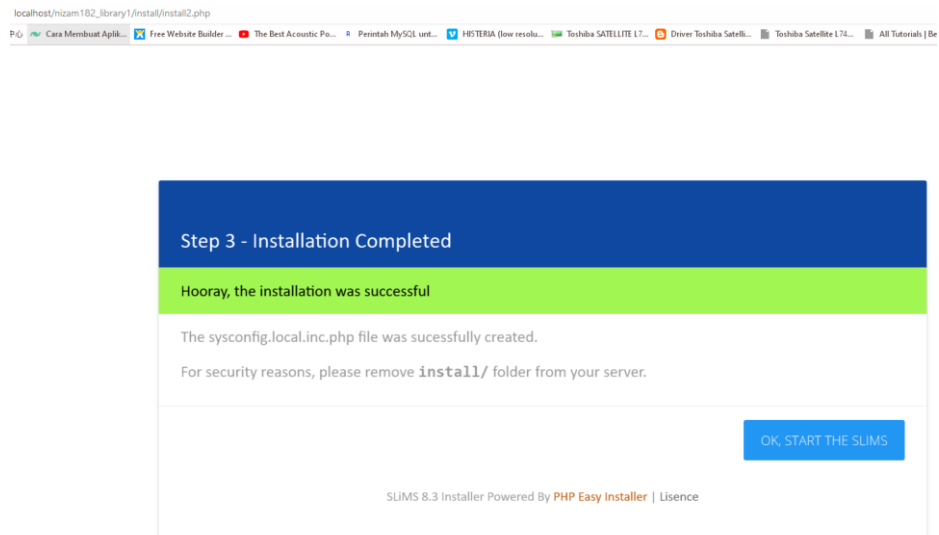 localhost/nizam182_library1/install/install2.php
Cara Membuat Aplik... Free Website Builder ... The Best Acoustic Po... R Perintah MySQL unt... HISTERIA (low resolu... Toshiba SATELLITE L7... Driver Toshiba Satelli... Toshiba Satellite L74... All Tutorials | Be
Step 3 - Installation Completed
Hooray, the installation was successful
The sysconfig.local.inc.php file was sucessfully created.
For security reasons, please remove install/ folder from your server.
OK, START THE SLIMS
SLiMS 8.3 Installer Powered By PHP Easy Installer | Lisence